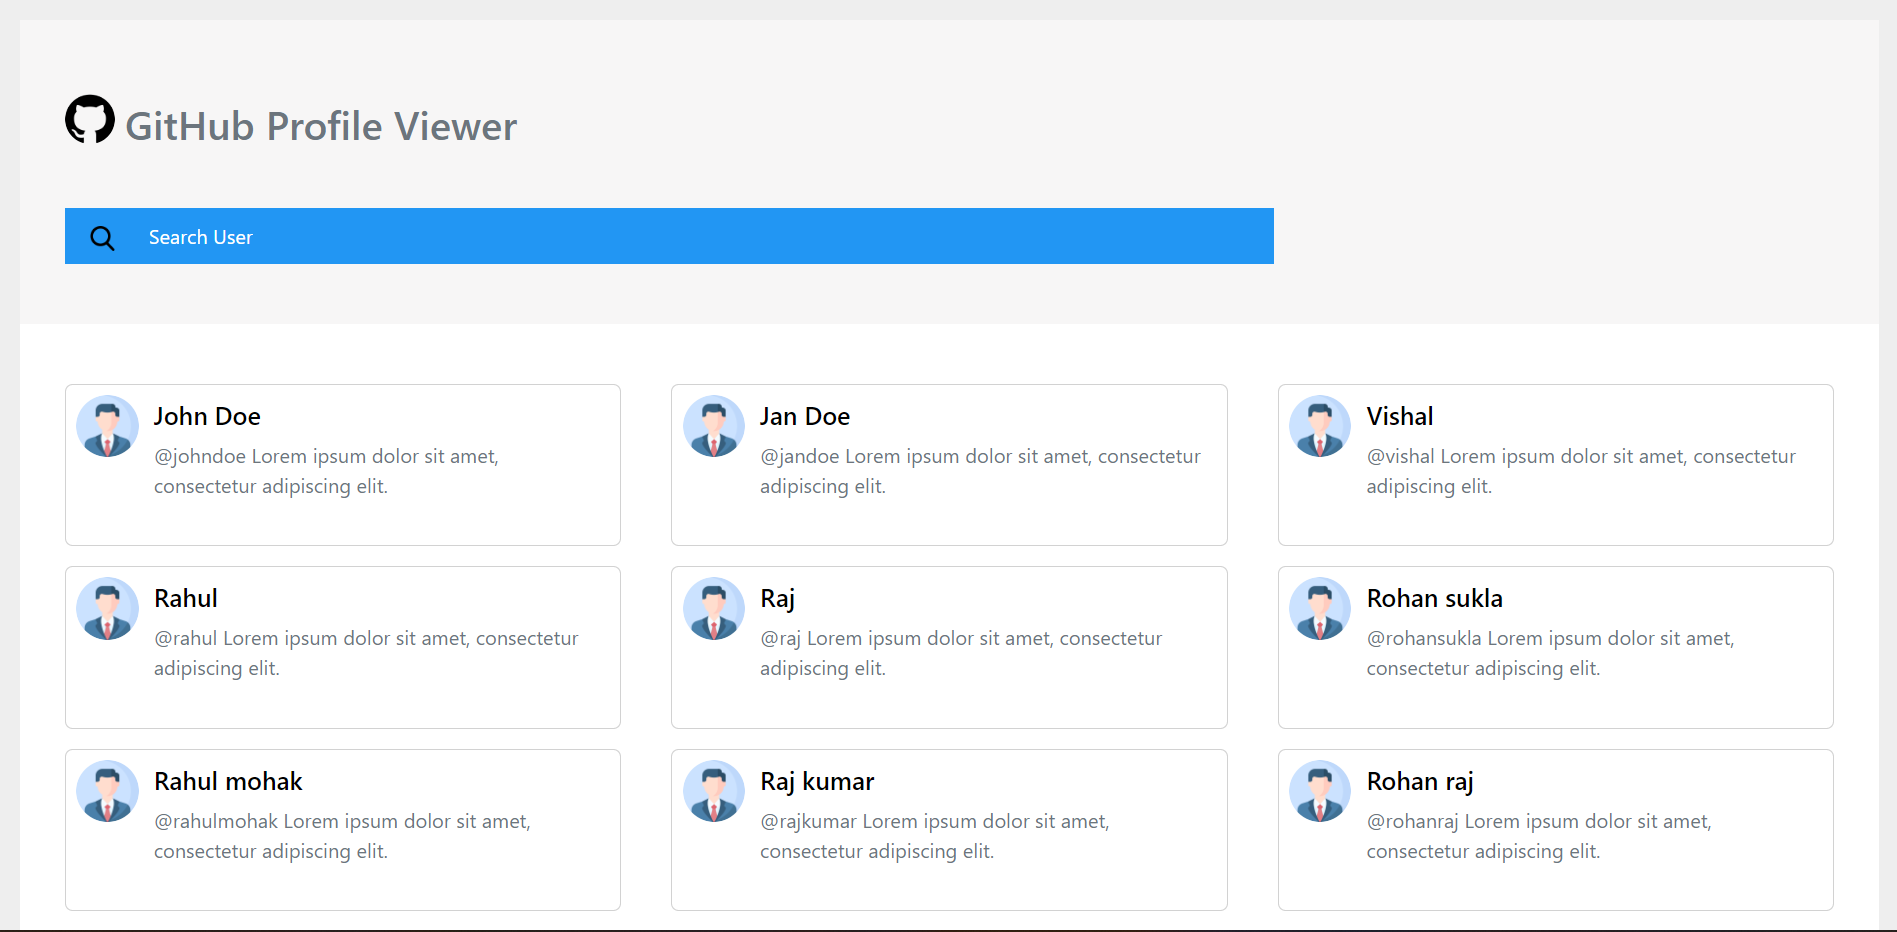 GitHub Profile Viewer
Search User
John Doe
@johndoe Lorem ipsum dolor sit amet,
consectetur adipiscing elit.
Jan Doe
@jandoe Lorem ipsum dolor sit amet, consectetur
adipiscing elit.
Vishal
@vishal Lorem ipsum dolor sit amet, consectetur
adipiscing elit.
Rahul
@rahul Lorem ipsum dolor sit amet, consectetur
adipiscing elit.
Raj
@raj Lorem ipsum dolor sit amet, consectetur
adipiscing elit.
Rohan sukla
@rohansukla Lorem ipsum dolor sit amet,
consectetur adipiscing elit.
Rahul mohak
@rahulmohak Lorem ipsum dolor sit amet,
consectetur adipiscing elit.
Raj kumar
@rajkumar Lorem ipsum dolor sit amet,
consectetur adipiscing elit.
Rohan raj
@rohanraj Lorem ipsum dolor sit amet,
consectetur adipiscing elit.